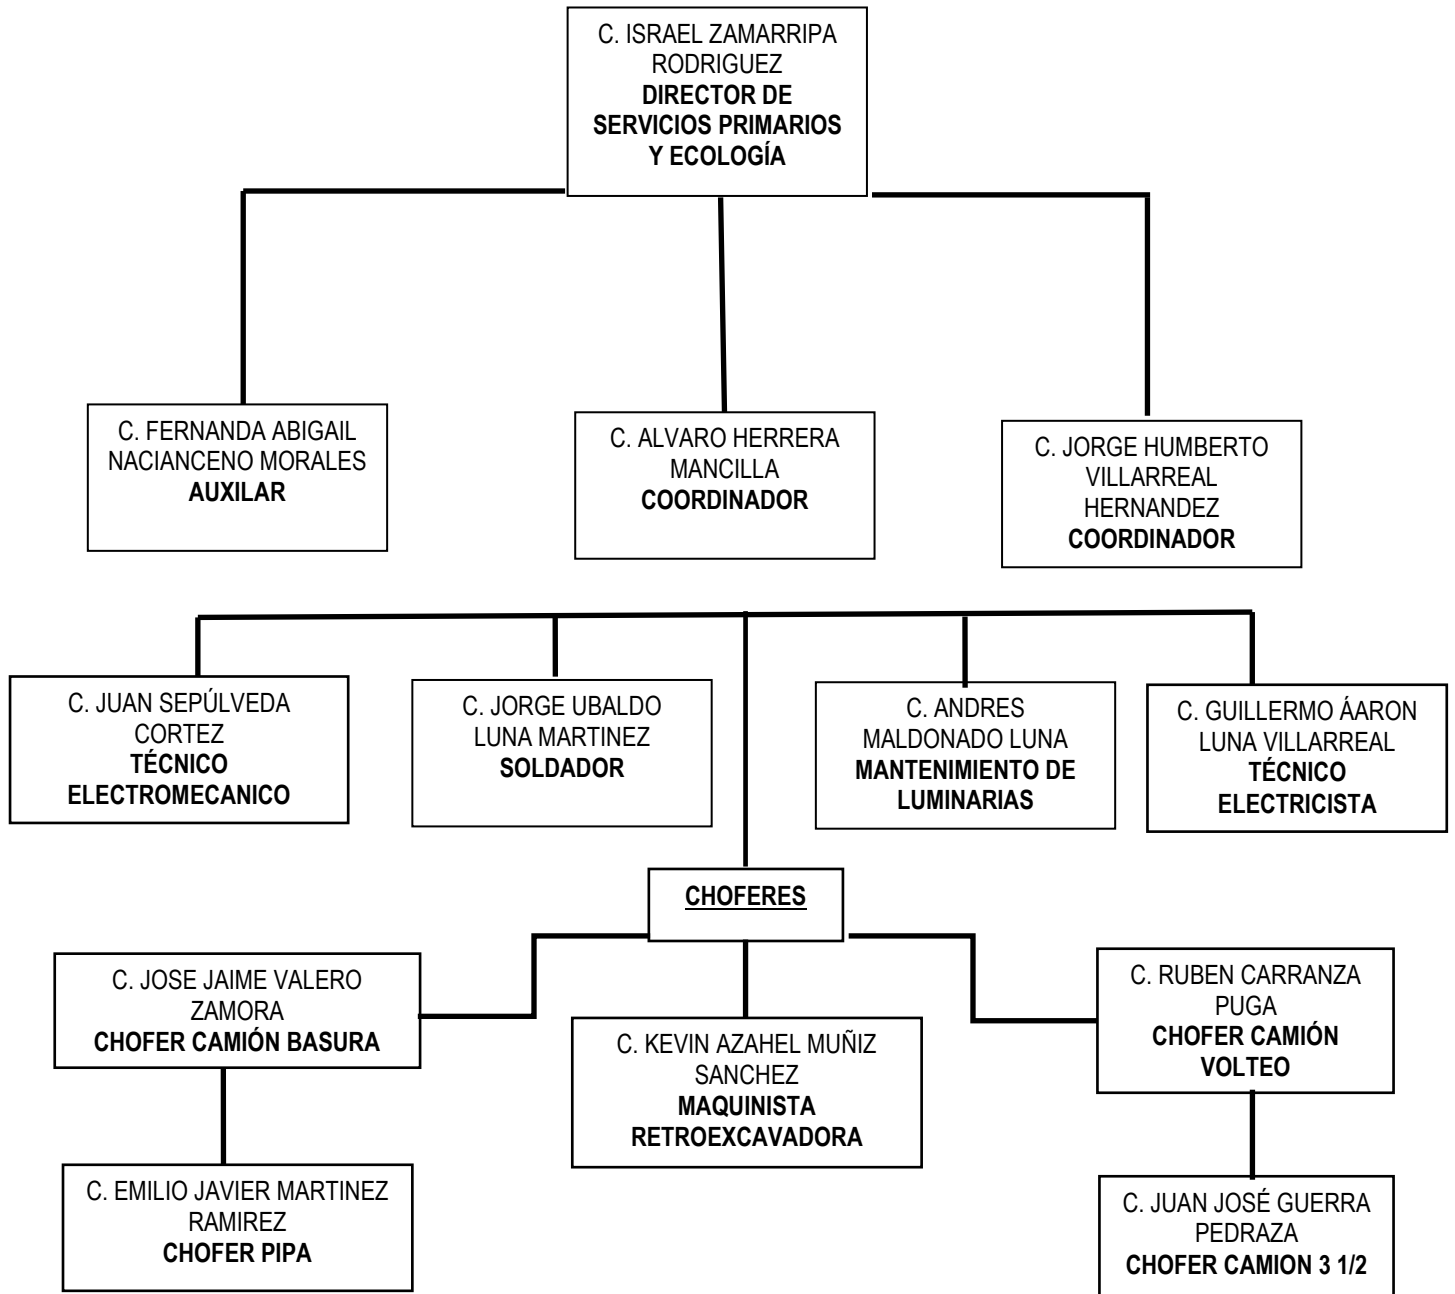 C. ISRAEL ZAMARRIPA
RODRIGUEZ
DIRECTOR DE
SERVICIOS PRIMARIOS
Y ECOLOGÍA
C. FERNANDA ABIGAIL
NACIANCENO MORALES
AUXILAR
C. ALVARO HERRERA
MANCILLA
COORDINADOR
C. JORGE HUMBERTO
VILLARREAL
HERNANDEZ
COORDINADOR
C. JUAN SEPÚLVEDA
CORTEZ
TÉCNICO
ELECTROMECANICO
C. JORGE UBALDO
LUNA MARTINEZ
SOLDADOR
C. ANDRES
MALDONADO LUNA
MANTENIMIENTO DE
LUMINARIAS
C. GUILLERMO ÁARON
LUNA VILLARREAL
TÉCNICO
ELECTRICISTA
CHOFERES
C. JOSE JAIME VALERO
ZAMORA
CHOFER CAMIÓN BASURA
C. KEVIN AZAHEL MUÑIZ
SANCHEZ
MAQUINISTA
RETROEXCAVADORA
C. RUBEN CARRANZA
PUGA
CHOFER CAMIÓN
VOLTEO
C. EMILIO JAVIER MARTINEZ
RAMIREZ
CHOFER PIPA
C. JUAN JOSÉ GUERRA
PEDRAZA
CHOFER CAMION 3 1/2